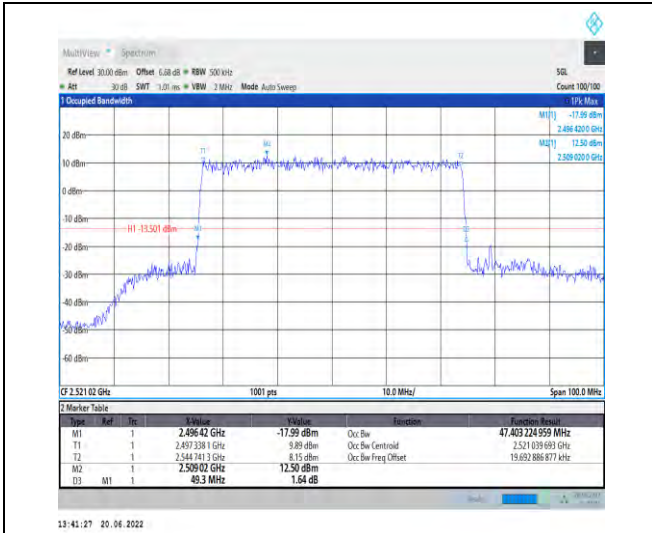 MultiView Spectrum
Ref Level 30.00 dBm Offset 6.68 dB RBW 500 kHz SGL
Att 30 dB SWT 1.01 ms VBW 2 MHz Mode Auto Sweep Count 100/100
1 Occupied Bandwidth 1Pk Max
M1[1] -17.99 dBm
2.496 4200 GHz
M2[1] 12.50 dBm
2.509 0200 GHz
20 dBm
T1 M2 T2
10 dBm
0 dBm
-10 dBm
H1 -13.501 dBm M1 D3
-20 dBm
-30 dBm
-40 dBm
-50 dBm
-60 dBm
CF 2.521 02 GHz 1001 pts 10.0 MHz/ Span 100.0 MHz
2 Marker Table
Type Ref Trc X-Value Y-Value Function Function Result
M1 1 2.496 42 GHz -17.99 dBm Occ Bw 47.403 224 959 MHz
T1 1 2.497 338 1 GHz 9.89 dBm Occ Bw Centroid 2.521 039 693 GHz
T2 1 2.544 741 3 GHz 8.15 dBm Occ Bw Freq Offset 19.692 886 877 kHz
M2 1 2.509 02 GHz 12.50 dBm
D3 M1 1 49.3 MHz 1.64 dB
13:41:27 20.06.2022